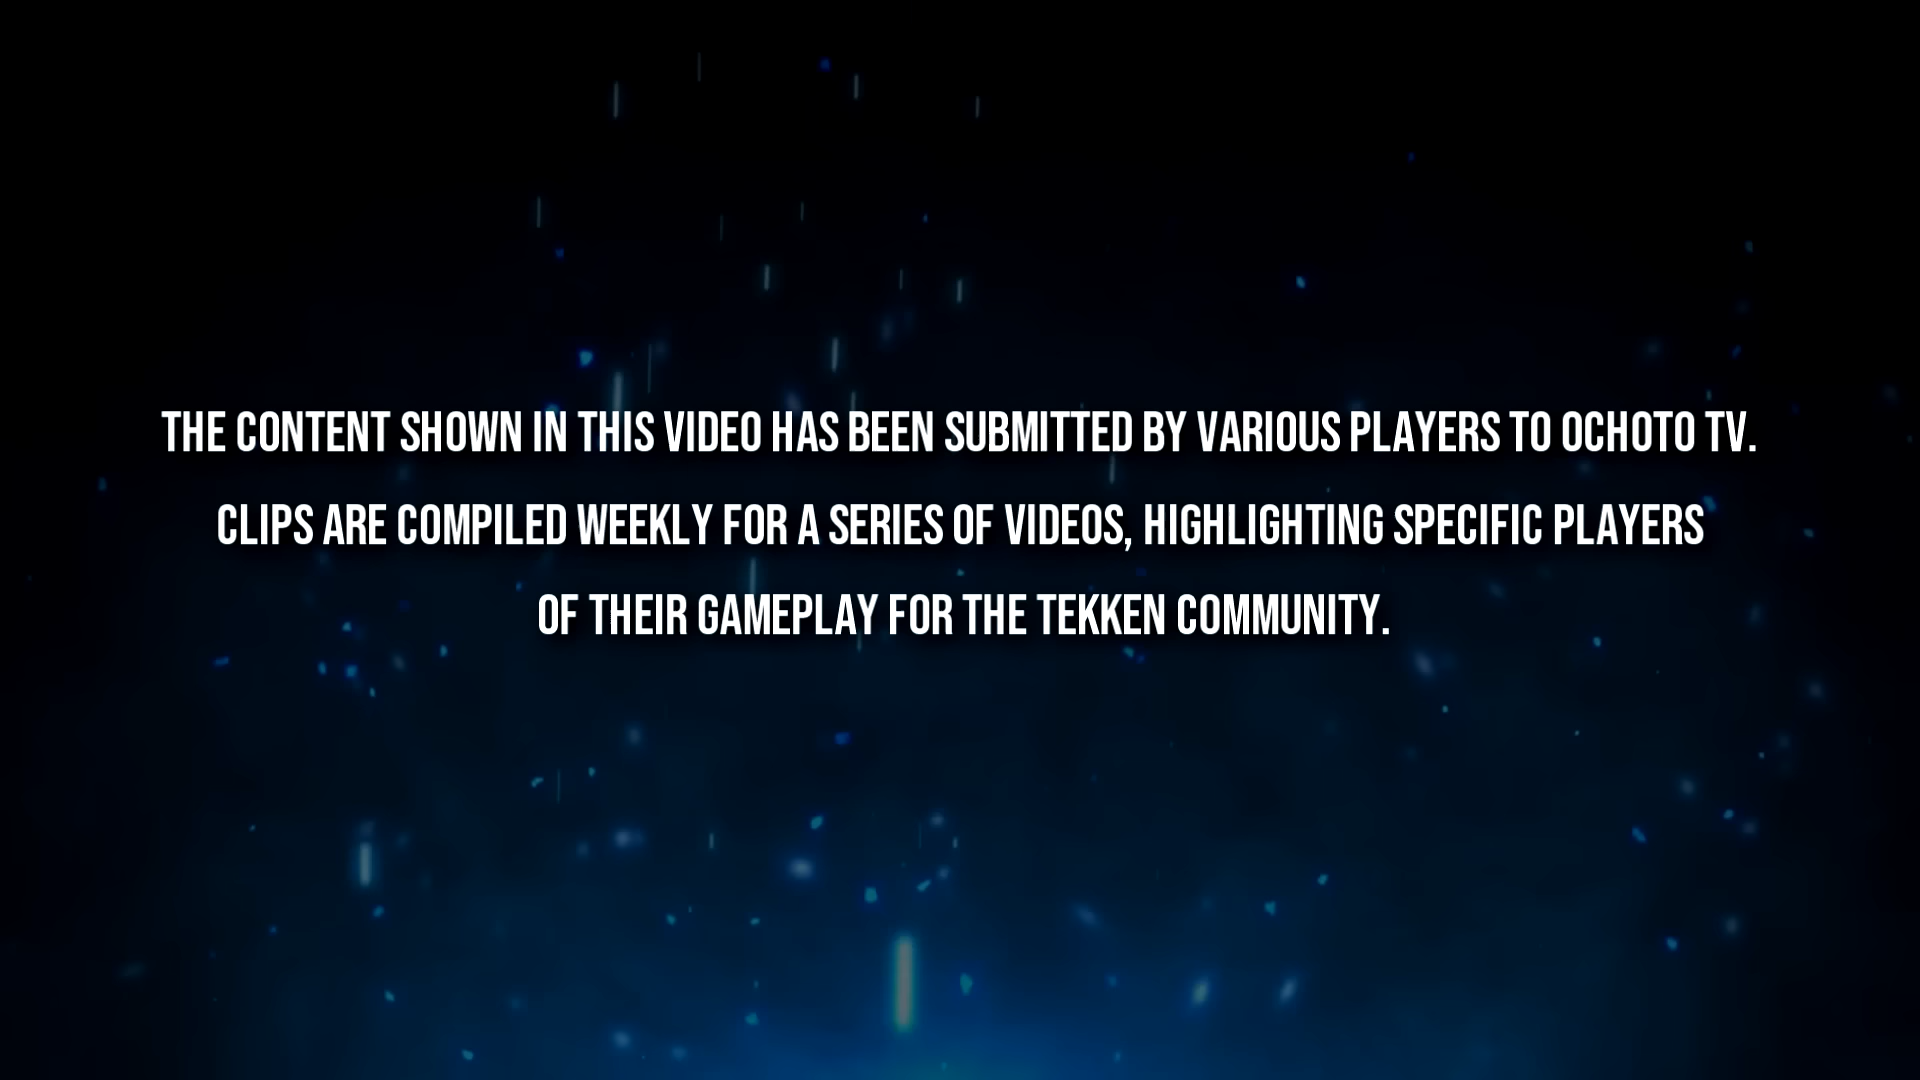 THE CONTENT SHOWN IN THIS VIDEO HAS BEEN SUBMITTED BY VARIOUS PLAYERS TO OCHOTO TV.
CLIPS ARE COMPILED WEEKLY FOR A SERIES OF VIDEOS, HIGHLIGHTING SPECIFIC PLAYERS
OF THEIR GAMEPLAY FOR THE TEKKEN COMMUNITY.